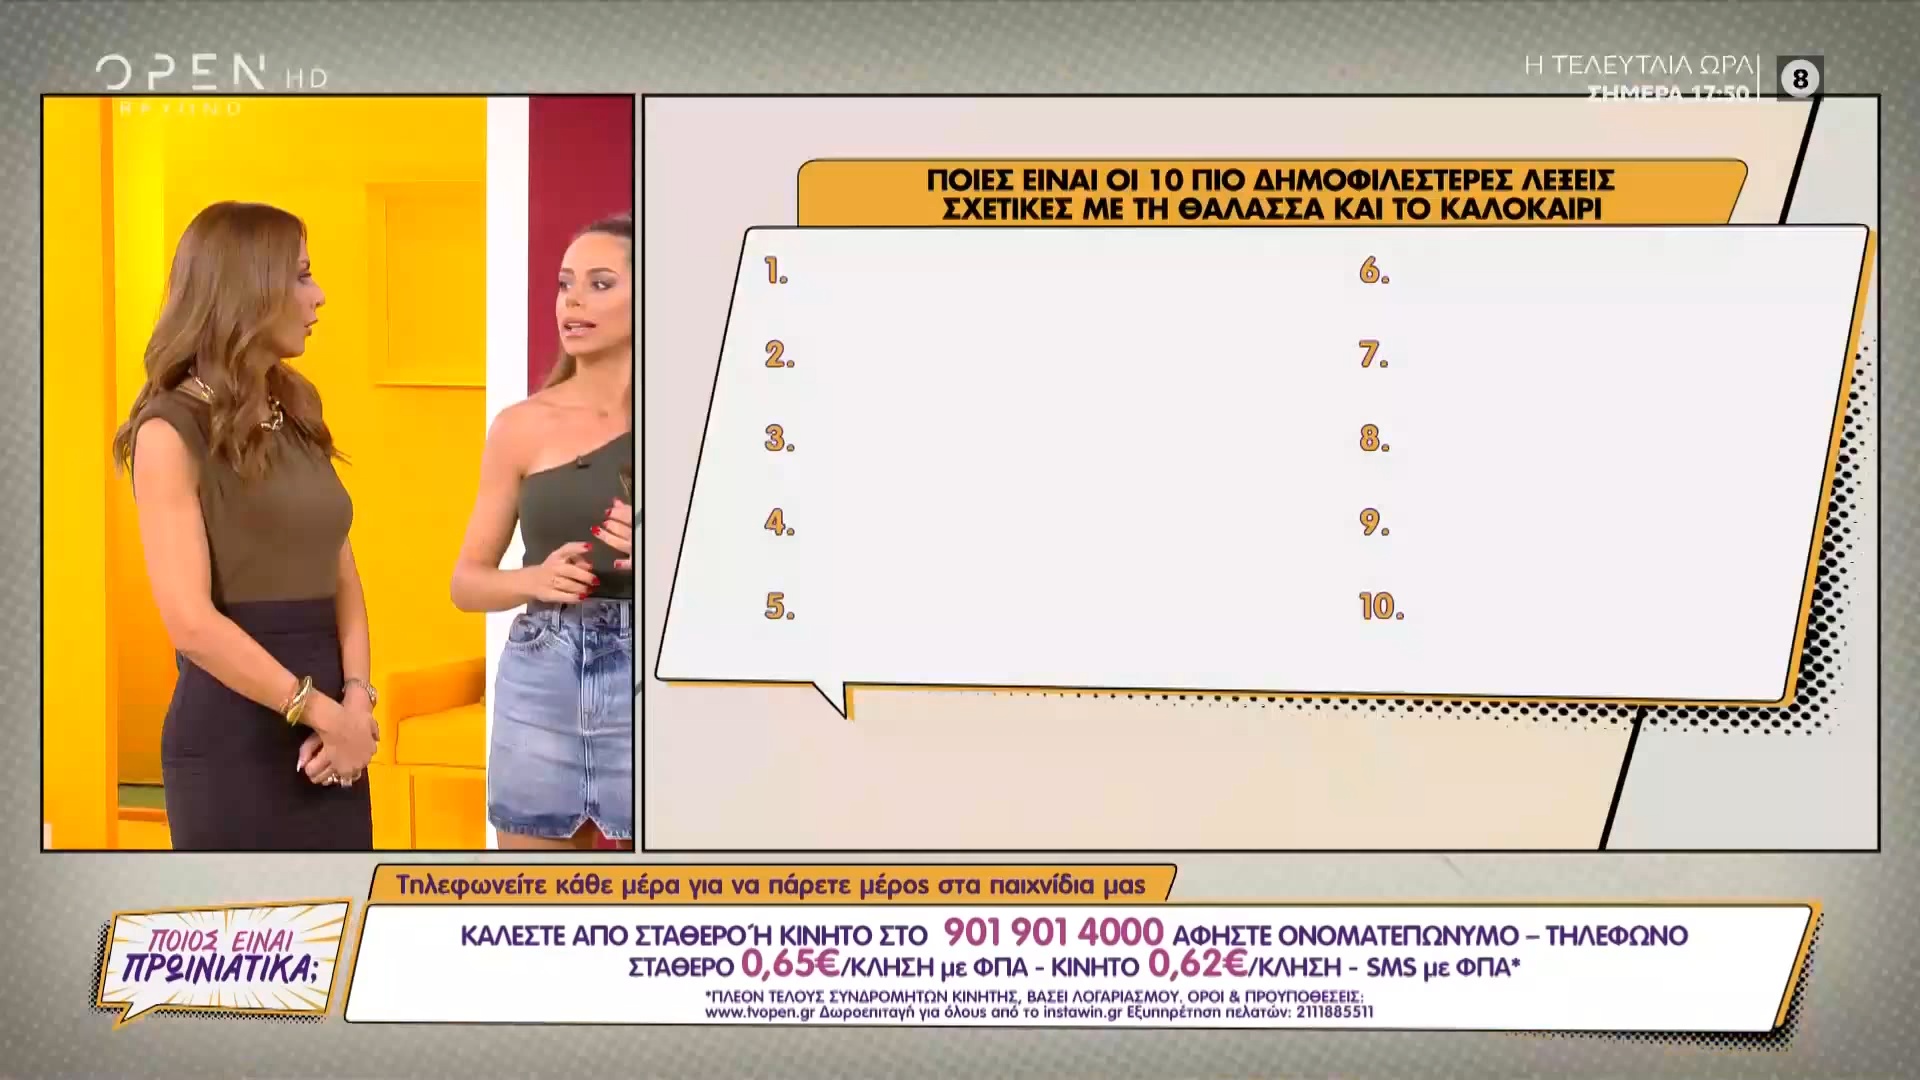 OPEN HD
BEYOND
Η ΤΕΛΕΥΤΑΙΑ ΩΡΑ
ΣΗΜΕΡΑ 17:50
8
ΠΟΙΕΣ ΕΙΝΑΙ ΟΙ 10 ΠΙΟ ΔΗΜΟΦΙΛΕΣΤΕΡΕΣ ΛΕΞΕΙΣ
ΣΧΕΤΙΚΕΣ ΜΕ ΤΗ ΘΑΛΑΣΣΑ ΚΑΙ ΤΟ ΚΑΛΟΚΑΙΡΙ
1.
2.
3.
4.
5.
6.
7.
8.
9.
10.
Τηλεφωνείτε κάθε μέρα για να πάρετε μέρος στα παιχνίδια μας
ΠΟΙΟΣ ΕΙΝΑΙ
ΠΡΩΙΝΙΑΤΙΚΑ;
ΚΑΛΕΣΤΕ ΑΠΟ ΣΤΑΘΕΡΟ Ή ΚΙΝΗΤΟ ΣΤΟ 901 901 4000 ΑΦΗΣΤΕ ΟΝΟΜΑΤΕΠΩΝΥΜΟ – ΤΗΛΕΦΩΝΟ
ΣΤΑΘΕΡΟ 0,65€/ΚΛΗΣΗ με ΦΠΑ - ΚΙΝΗΤΟ 0,62€/ΚΛΗΣΗ - SMS με ΦΠΑ*
*ΠΛΕΟΝ ΤΕΛΟΥΣ ΣΥΝΔΡΟΜΗΤΩΝ ΚΙΝΗΤΗΣ, ΒΑΣΕΙ ΛΟΓΑΡΙΑΣΜΟΥ. ΟΡΟΙ & ΠΡΟΥΠΟΘΕΣΕΙΣ:
www.tvopen.gr Δωροεπιταγή για όλους από το instawin.gr Εξυπηρέτηση πελατών: 2111885511